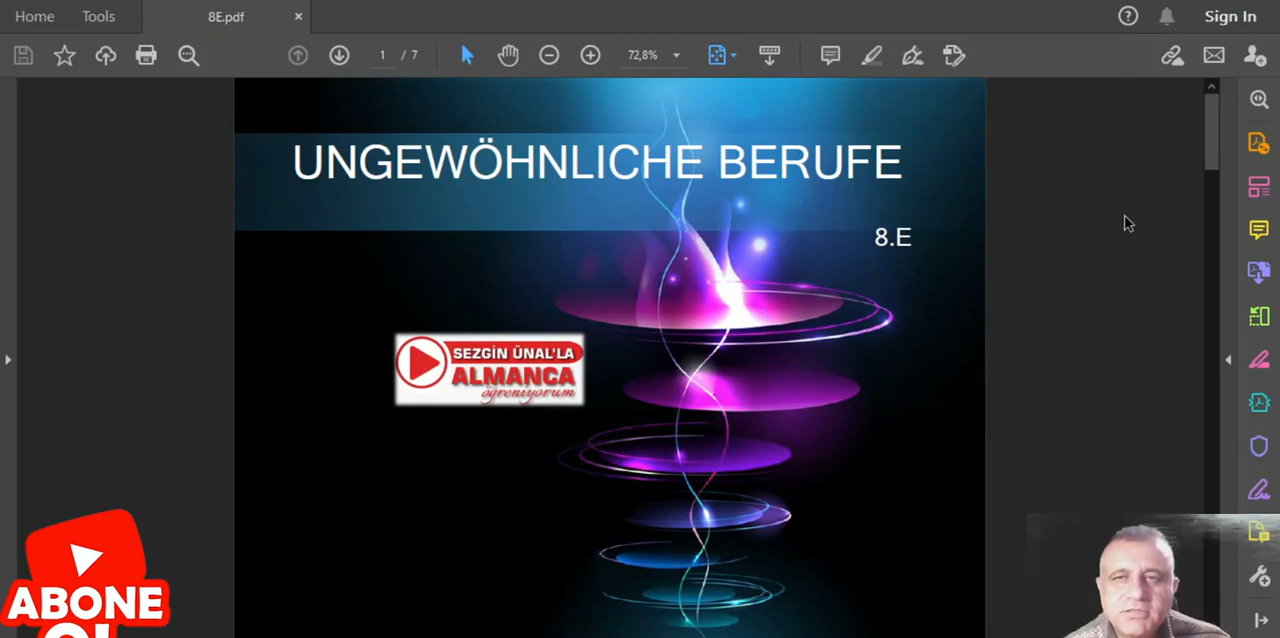 Home Tools 8E.pdf × Sign In
1 / 7 72,8%
UNGEWÖHNLICHE BERUFE
8.E
SEZGİN ÜNAL'LA
ALMANCA
öğreniyorum
ABONE
OL